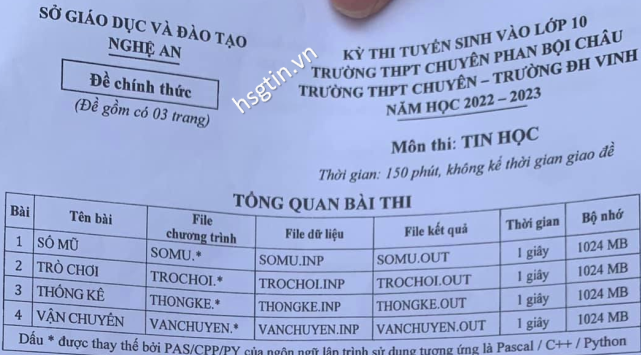 SỞ GIÁO DỤC VÀ ĐÀO TẠO
NGHỆ AN
Đề chính thức
(Đề gồm có 03 trang)
hsgtin.vn
KỲ THI TUYỂN SINH VÀO LỚP 10
TRƯỜNG THPT CHUYÊN PHAN BỘI CHÂU
TRƯỜNG THPT CHUYÊN – TRƯỜNG ĐH VINH
NĂM HỌC 2022 – 2023
Môn thi: TIN HỌC
Thời gian: 150 phút, không kể thời gian giao đề
TỔNG QUAN BÀI THI
Bài Tên bài File chương trình File dữ liệu File kết quả Thời gian Bộ nhớ
1 SỐ MŨ SOMU.* SOMU.INP SOMU.OUT 1 giây 1024 MB
2 TRÒ CHƠI TROCHOI.* TROCHOI.INP TROCHOI.OUT 1 giây 1024 MB
3 THỐNG KÊ THONGKE.* THONGKE.INP THONGKE.OUT 1 giây 1024 MB
4 VẬN CHUYỂN VANCHUYEN.* VANCHUYEN.INP VANCHUYEN.OUT 1 giây 1024 MB
Dấu * được thay thế bởi PAS/CPP/PY của ngôn ngữ lập trình sử dụng tương ứng là Pascal / C++ / Python